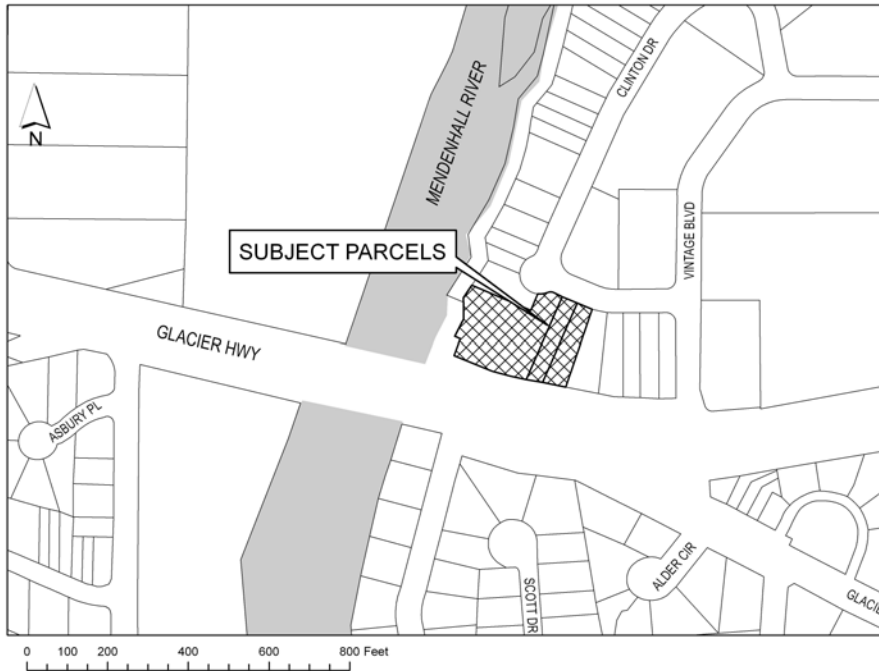 CLINTON DR
MENDENHALL RIVER
N
VINTAGE BLVD
SUBJECT PARCELS
GLACIER HWY
ASBURY PL
SCOTT DR
ALDER CIR
GLACIE
0 100 200 400 600 800 Feet